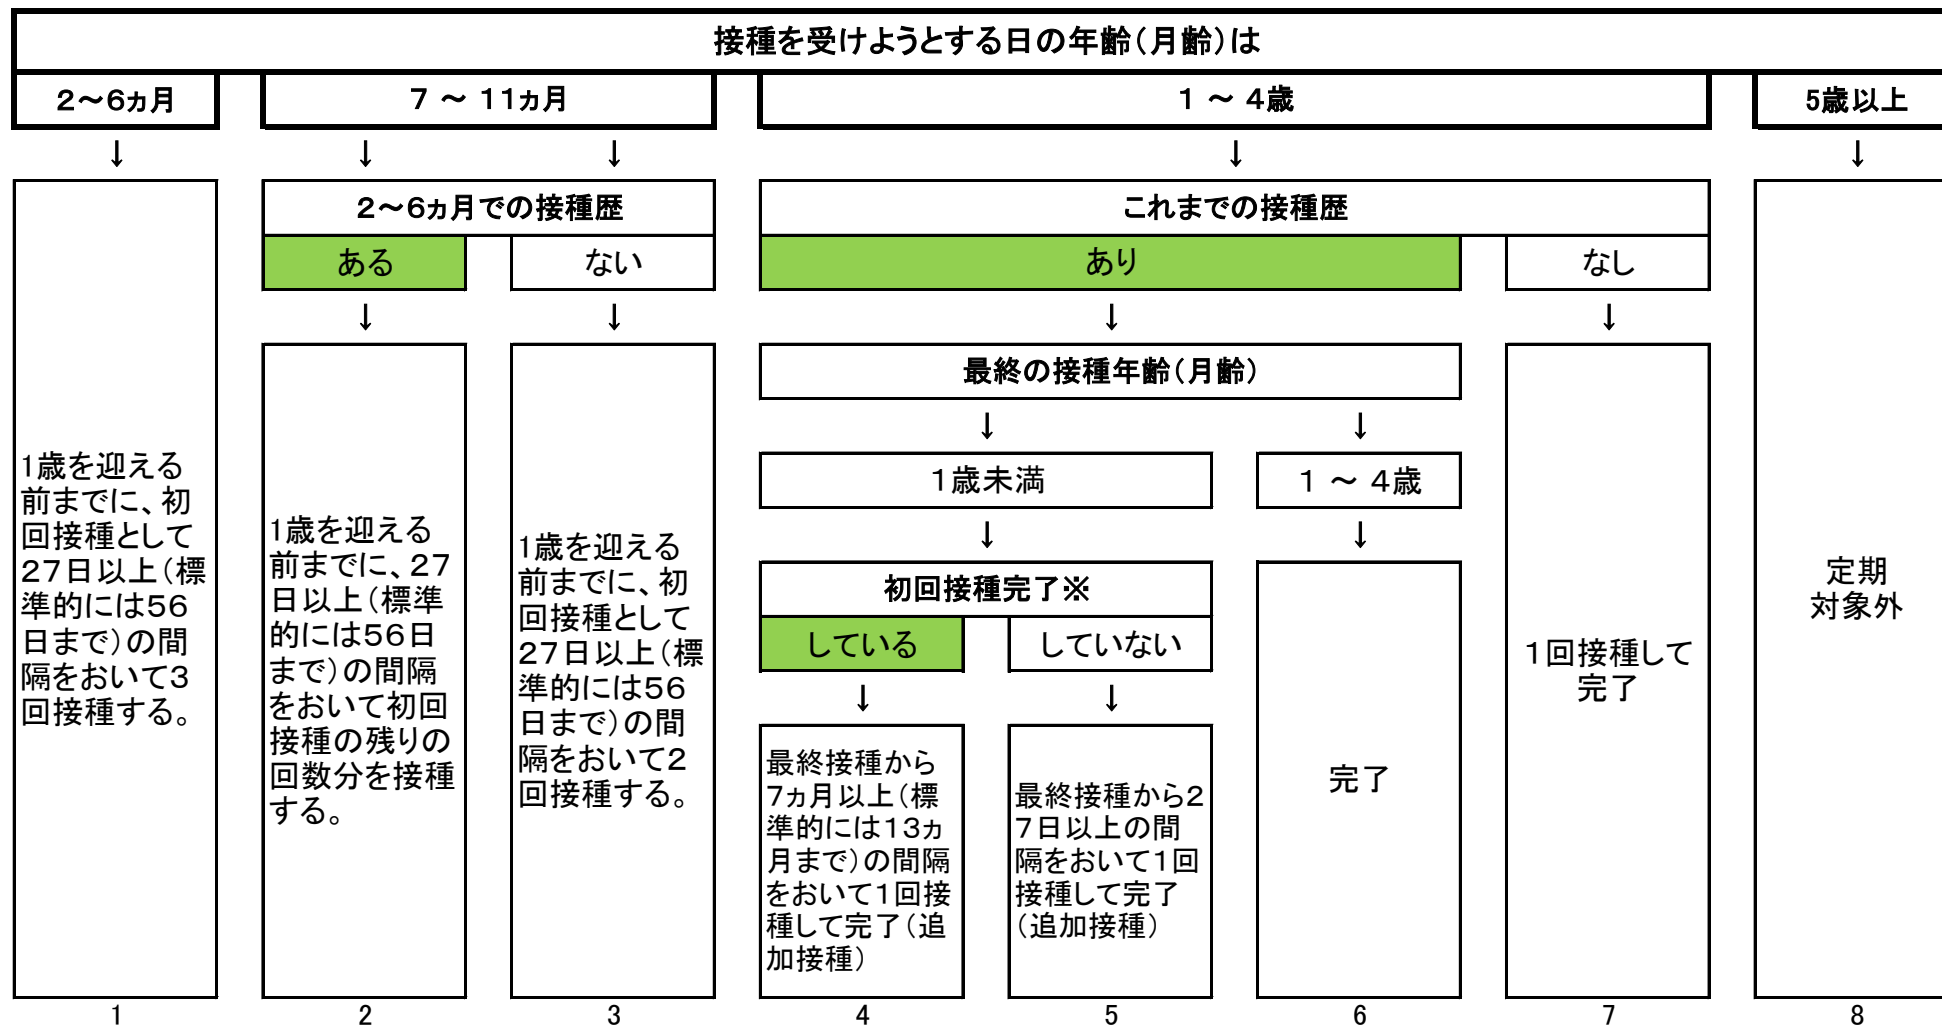 接種を受けようとする日の年齢(月齢)は
2～6ヵ月
7 ～ 11ヵ月
1 ～ 4歳
5歳以上
↓
↓
↓
↓
↓
2～6ヵ月での接種歴
これまでの接種歴
ある
ない
あり
なし
↓
↓
↓
↓
最終の接種年齢(月齢)
↓
↓
1歳未満
1 ～ 4歳
↓
↓
初回接種完了※
している
していない
↓
↓
1歳を迎える
前までに、初
回接種として
27日以上(標
準的には56
日まで)の間
隔をおいて3
回接種する。
1歳を迎える
前までに、27
日以上(標準
的には56日
まで)の間隔
をおいて初回
接種の残りの
回数分を接種
する。
1歳を迎える
前までに、初
回接種として
27日以上(標
準的には56
日まで)の間
隔をおいて2
回接種する。
最終接種から
7ヵ月以上(標
準的には13ヵ
月まで)の間隔
をおいて1回接
種して完了(追
加接種)
最終接種から2
7日以上の間
隔をおいて1回
接種して完了
(追加接種)
完了
1回接種して
完了
定期
対象外
1
2
3
4
5
6
7
8